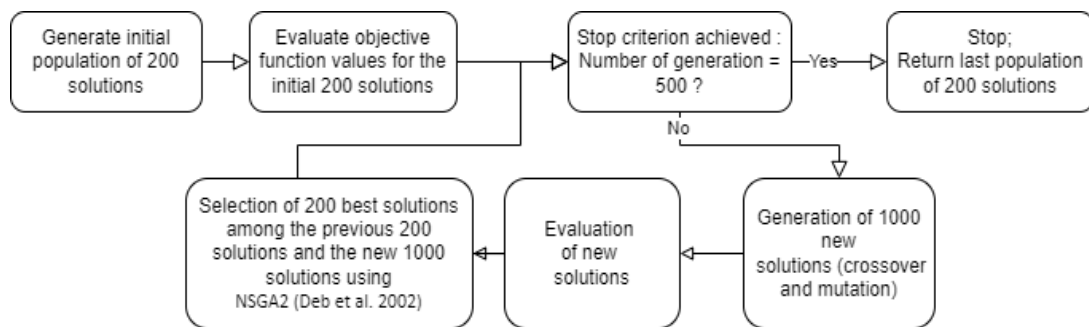 Generate initial
population of 200
solutions
Evaluate objective
function values for the
initial 200 solutions
Stop criterion achieved :
Number of generation =
500 ?
Yes
Stop;
Return last population
of 200 solutions
No
Generation of 1000
new
solutions (crossover
and mutation)
Evaluation
of new
solutions
Selection of 200 best solutions
among the previous 200
solutions and the new 1000
solutions using
NSGA2 (Deb et al. 2002)